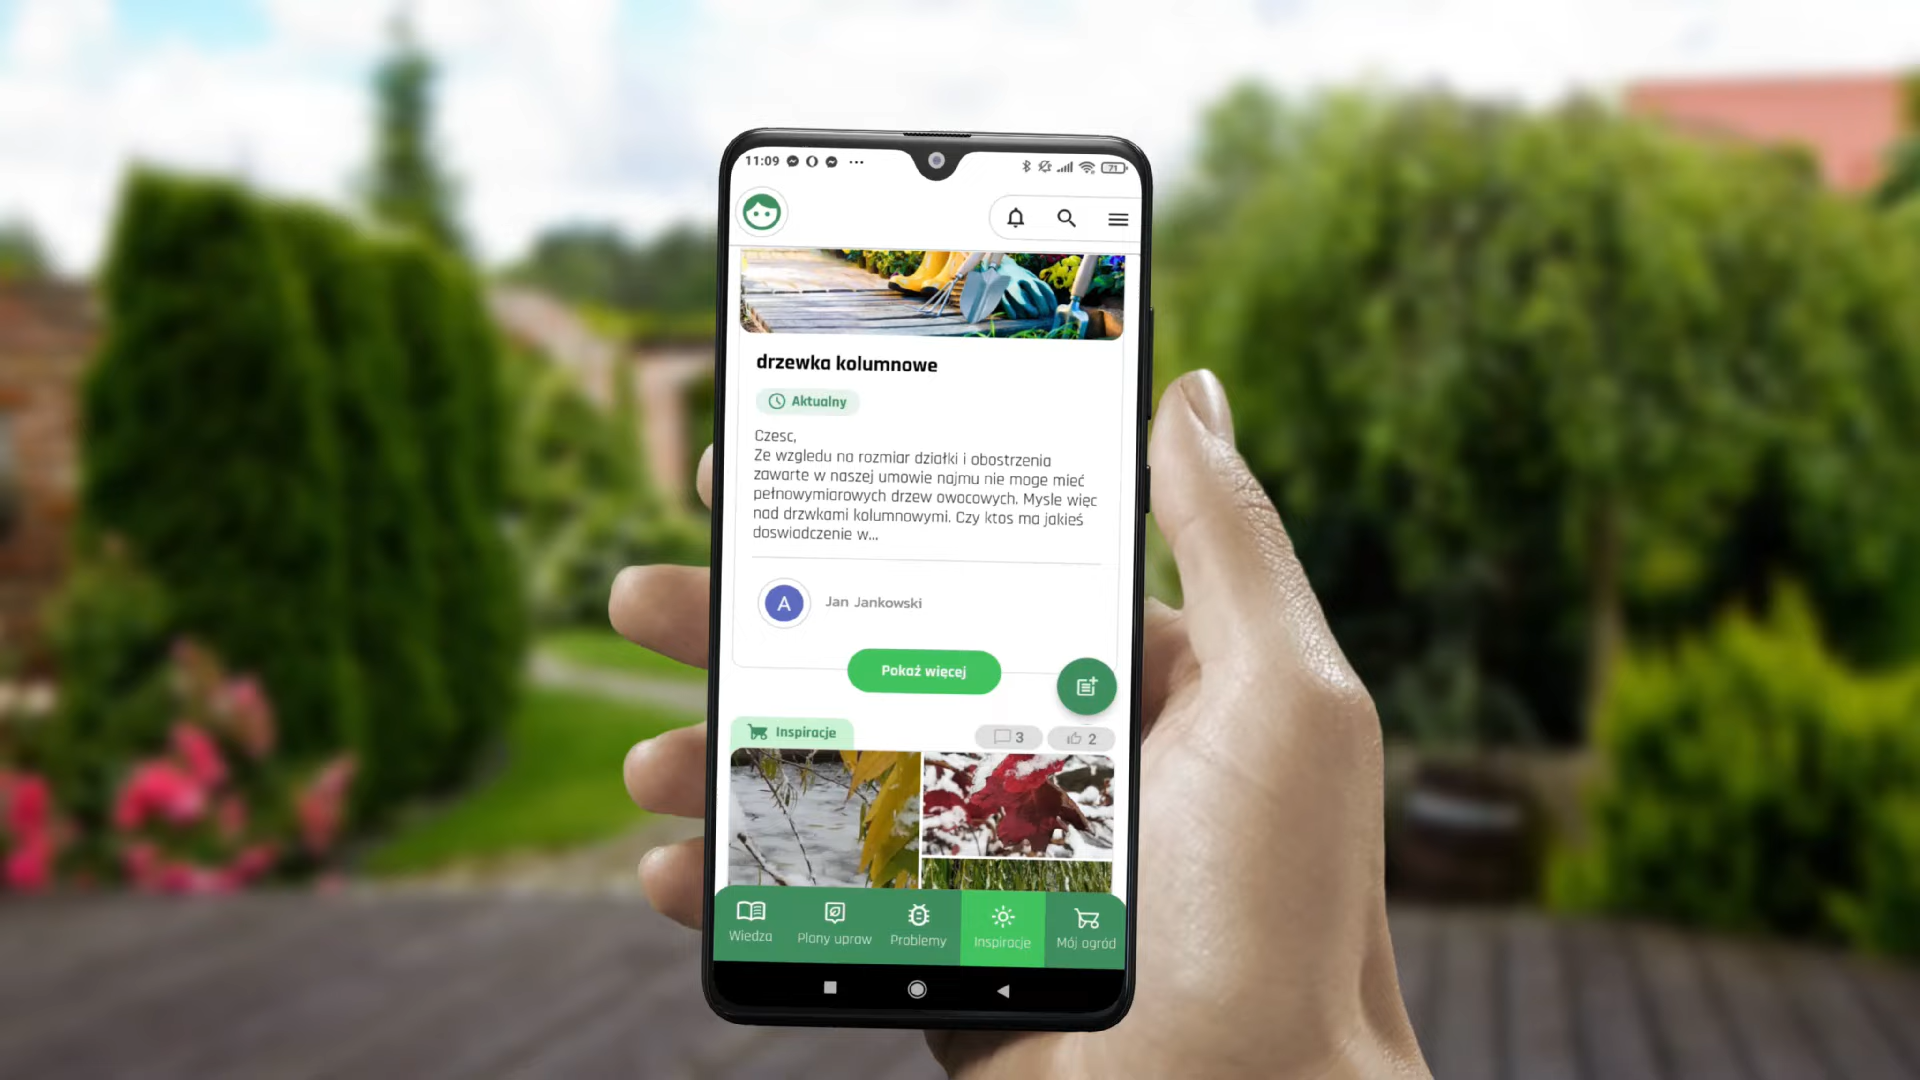 11:09
71
drzewka kolumnowe
Aktualny
Czesc,
Ze wzgledu na rozmiar działki i obostrzenia
zawarte w naszej umowie najmu nie moge mieć
pełnowymiarowych drzew owocowych. Mysle więc
nad drzwkami kolumnowymi. Czy ktos ma jakieś
doswiadczenie w...
A
Jan Jankowski
Pokaż więcej
Inspiracje
3
2
Wiedza
Plany upraw
Problemy
Inspiracje
Mój ogród